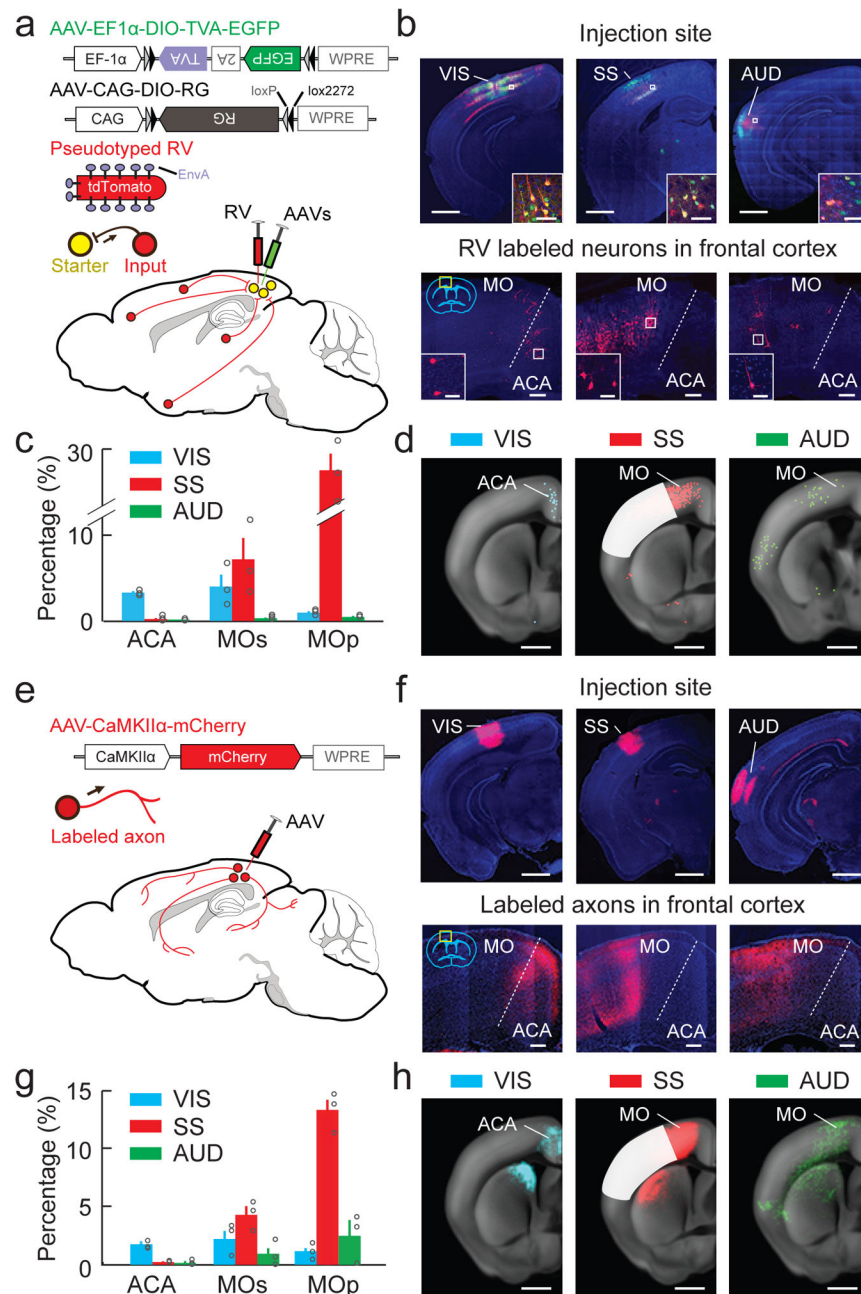 a
AAV-EF1α-DIO-TVA-EGFP
EF-1α
TVA
2A
EGFP
WPRE
AAV-CAG-DIO-RG
loxP
lox2272
CAG
RG
WPRE
Pseudotyped RV
EnvA
tdTomato
Starter
Input
RV
AAVs
b
Injection site
VIS
SS
AUD
RV labeled neurons in frontal cortex
MO
MO
MO
ACA
ACA
c
Percentage (%)
30
10
0
VIS
SS
AUD
ACA
MOs
MOp
d
VIS
SS
AUD
ACA
MO
MO
e
AAV-CaMKIIα-mCherry
CaMKIIα
mCherry
WPRE
Labeled axon
AAV
f
Injection site
VIS
SS
AUD
Labeled axons in frontal cortex
MO
MO
MO
ACA
ACA
g
Percentage (%)
15
10
5
0
VIS
SS
AUD
ACA
MOs
MOp
h
VIS
SS
AUD
ACA
MO
MO